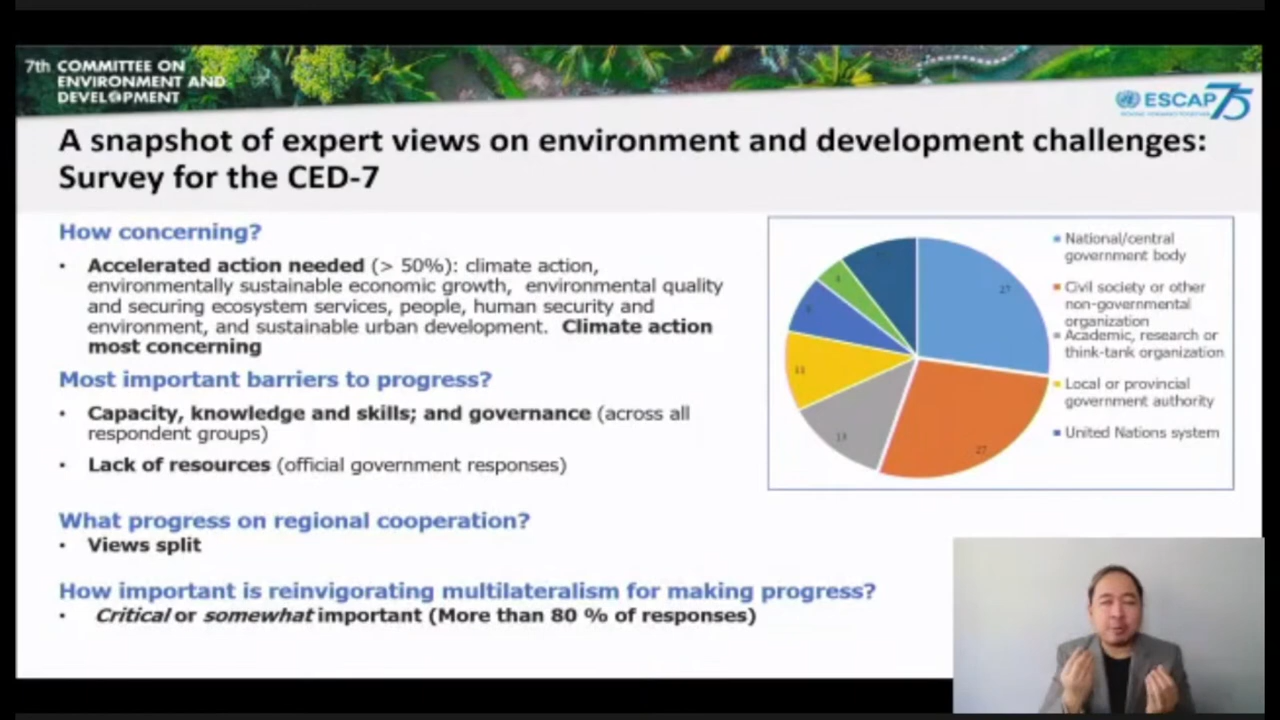 7th COMMITTEE ON
ENVIRONMENT AND
DEVELOPMENT
ESCAP 75
A snapshot of expert views on environment and development challenges:
Survey for the CED-7
How concerning?
• Accelerated action needed (> 50%): climate action,
environmentally sustainable economic growth, environmental quality
and securing ecosystem services, people, human security and
environment, and sustainable urban development. Climate action
most concerning
Most important barriers to progress?
• Capacity, knowledge and skills; and governance (across all
respondent groups)
• Lack of resources (official government responses)
What progress on regional cooperation?
• Views split
How important is reinvigorating multilateralism for making progress?
• Critical or somewhat important (More than 80 % of responses)
27
27
11
National/central
government body
Civil society or other
non-governmental
organization
Academic, research or
think-tank organization
Local or provincial
government authority
United Nations system